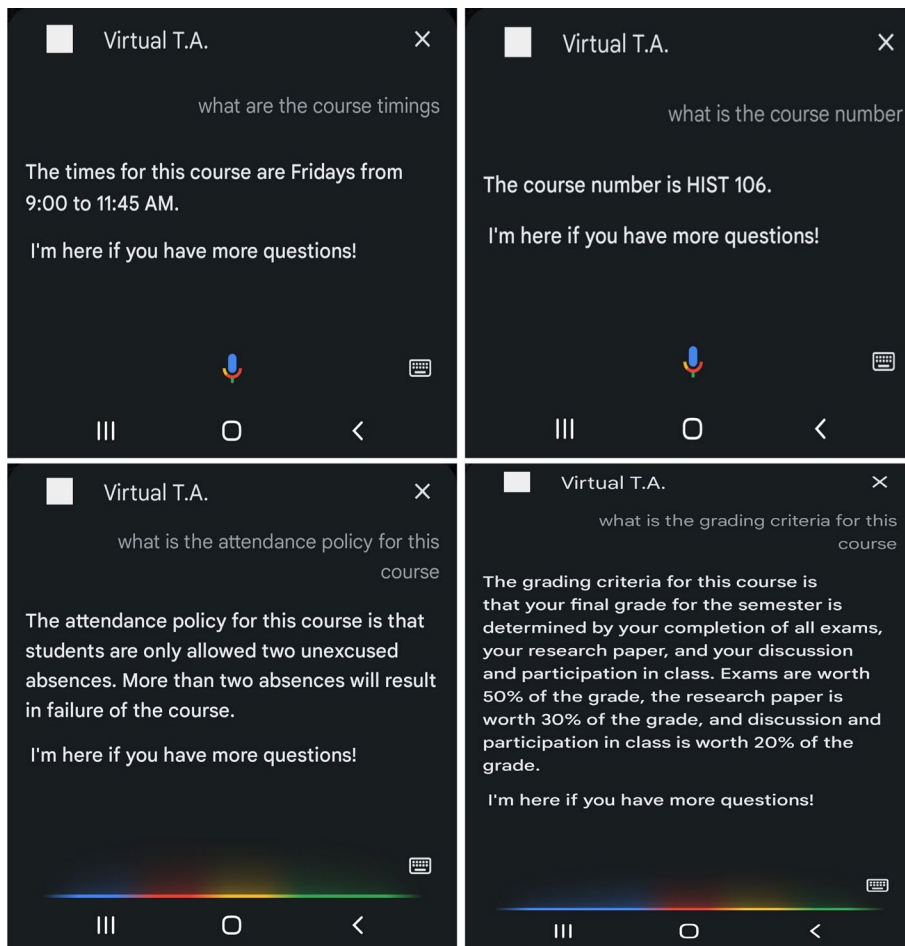 Virtual T.A.
what are the course timings
The times for this course are Fridays from
9:00 to 11:45 AM.
I'm here if you have more questions!
Virtual T.A.
what is the course number
The course number is HIST 106.
I'm here if you have more questions!
Virtual T.A.
what is the attendance policy for this
course
The attendance policy for this course is that
students are only allowed two unexcused
absences. More than two absences will result
in failure of the course.
I'm here if you have more questions!
Virtual T.A.
what is the grading criteria for this
course
The grading criteria for this course is
that your final grade for the semester is
determined by your completion of all exams,
your research paper, and your discussion
and participation in class. Exams are worth
50% of the grade, the research paper is
worth 30% of the grade, and discussion and
participation in class is worth 20% of the
grade.
I'm here if you have more questions!